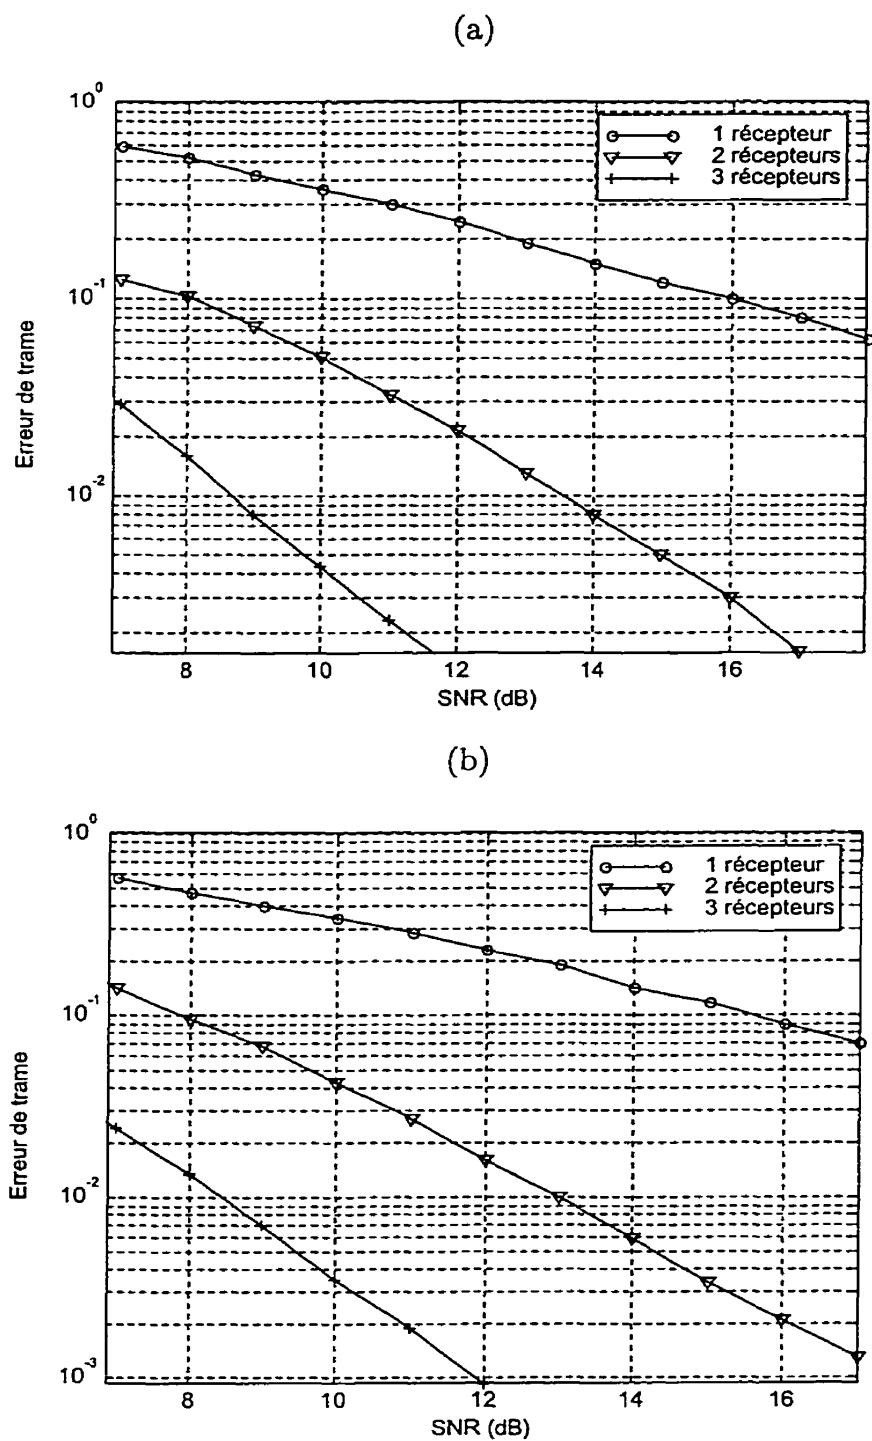 (a)
10^0
1 récepteur
2 récepteurs
3 récepteurs
10^-1
Erreur de trame
10^-2
8 10 12 14 16
SNR (dB)
(b)
10^0
1 récepteur
2 récepteurs
3 récepteurs
10^-1
Erreur de trame
10^-2
10^-3
8 10 12 14 16
SNR (dB)